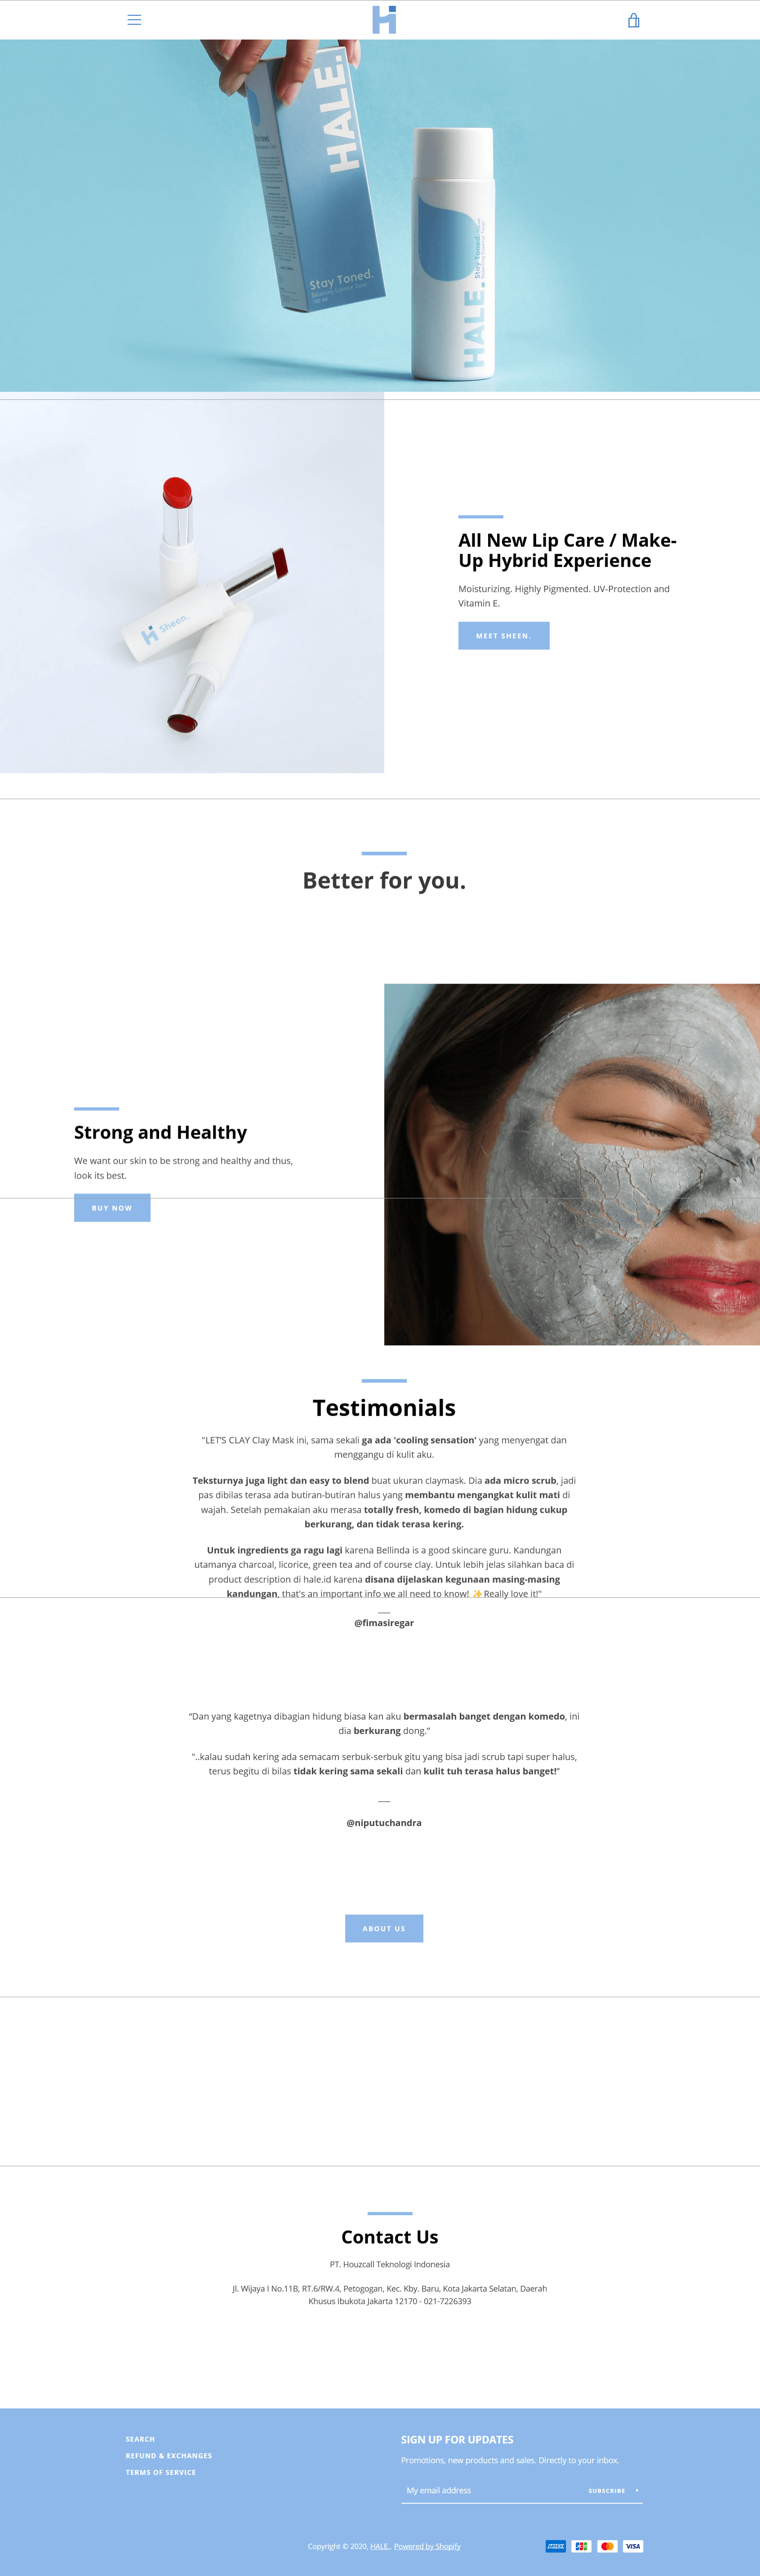 Hi
HALE.
Stay Toned.
Balancing Essence Toner
100 ml
HALE.
Stay Toned.
Balancing Essence Toner
Hi Sheen.
All New Lip Care / Make-
Up Hybrid Experience
Moisturizing. Highly Pigmented. UV-Protection and
Vitamin E.
MEET SHEEN.
Better for you.
Strong and Healthy
We want our skin to be strong and healthy and thus,
look its best.
BUY NOW
Testimonials
"LET'S CLAY Clay Mask ini, sama sekali ga ada 'cooling sensation' yang menyengat dan
menggangu di kulit aku.
Teksturnya juga light dan easy to blend buat ukuran claymask. Dia ada micro scrub, jadi
pas dibilas terasa ada butiran-butiran halus yang membantu mengangkat kulit mati di
wajah. Setelah pemakaian aku merasa totally fresh, komedo di bagian hidung cukup
berkurang, dan tidak terasa kering.
Untuk ingredients ga ragu lagi karena Bellinda is a good skincare guru. Kandungan
utamanya charcoal, licorice, green tea and of course clay. Untuk lebih jelas silahkan baca di
product description di hale.id karena disana dijelaskan kegunaan masing-masing
kandungan, that's an important info we all need to know! ✨Really love it!"
__
@fimasiregar
“Dan yang kagetnya dibagian hidung biasa kan aku bermasalah banget dengan komedo, ini
dia berkurang dong.”
"..kalau sudah kering ada semacam serbuk-serbuk gitu yang bisa jadi scrub tapi super halus,
terus begitu di bilas tidak kering sama sekali dan kulit tuh terasa halus banget!"
__
@niputuchandra
ABOUT US
Contact Us
PT. Houzcall Teknologi Indonesia
Jl. Wijaya I No.11B, RT.6/RW.4, Petogogan, Kec. Kby. Baru, Kota Jakarta Selatan, Daerah
Khusus Ibukota Jakarta 12170 - 021-7226393
SEARCH
REFUND & EXCHANGES
TERMS OF SERVICE
SIGN UP FOR UPDATES
Promotions, new products and sales. Directly to your inbox.
My email address
SUBSCRIBE
Copyright © 2020, HALE.. Powered by Shopify
AMEX
JCB
VISA